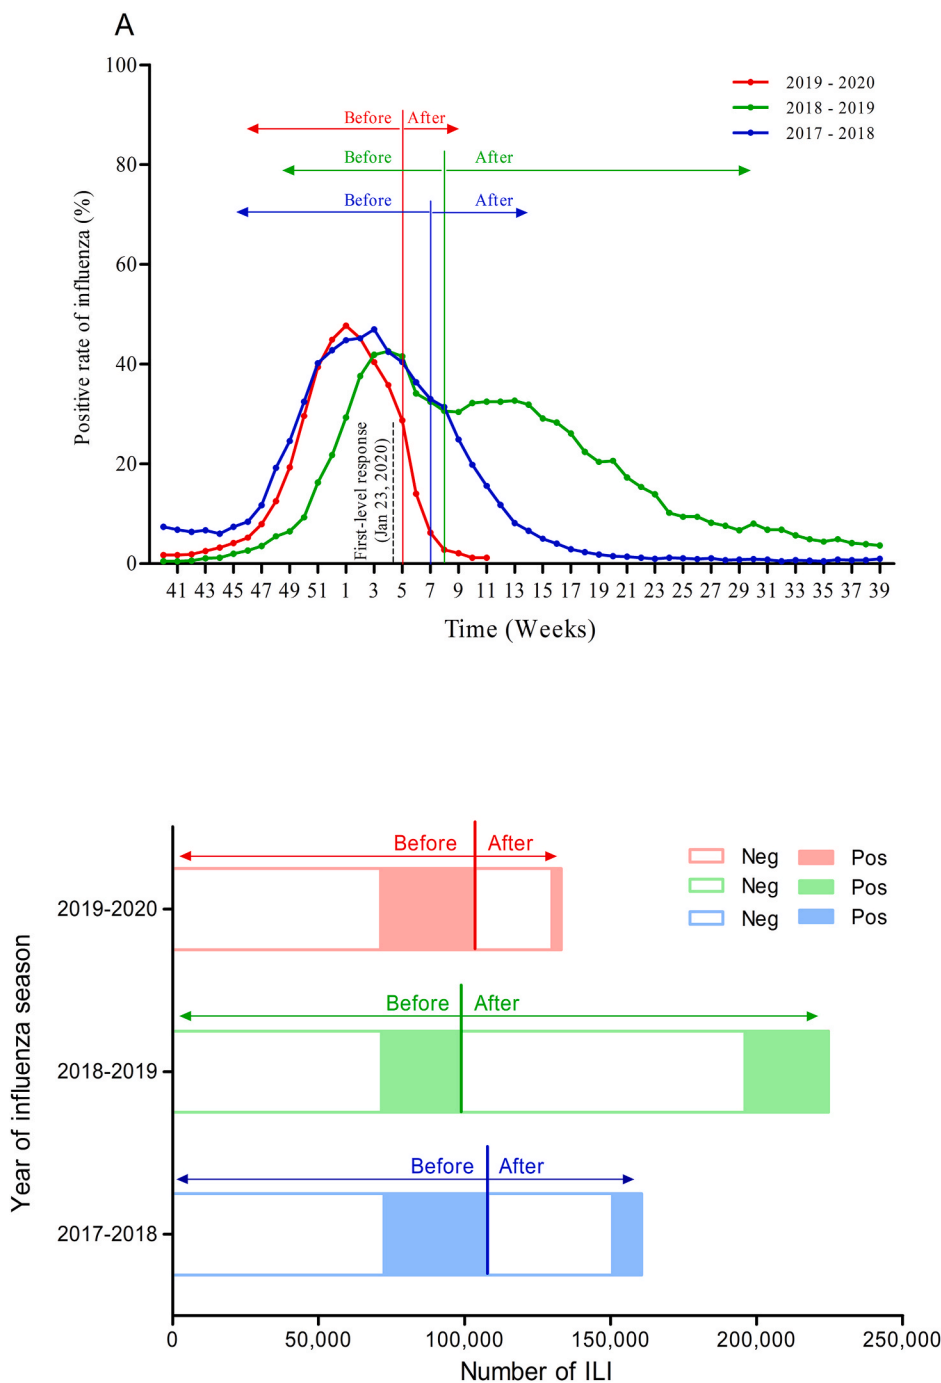 A
100
80
60
40
20
0
Positive rate of influenza (%)
2019 - 2020
2018 - 2019
2017 - 2018
Before After
Before After
Before After
First-level response
(Jan 23, 2020)
41 43 45 47 49 51 1 3 5 7 9 11 13 15 17 19 21 23 25 27 29 31 33 35 37 39
Time (Weeks)
Year of influenza season
Before After
Neg Pos
Neg Pos
Neg Pos
2019-2020
Before After
2018-2019
Before After
2017-2018
0 50,000 100,000 150,000 200,000 250,000
Number of ILI